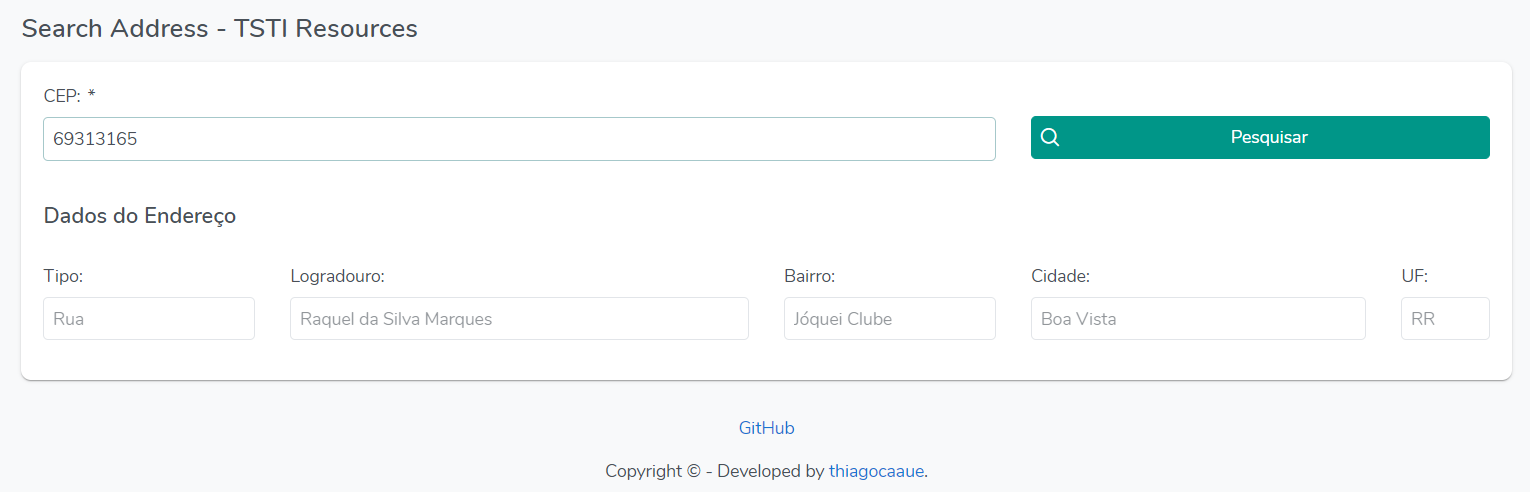 Search Address - TSTI Resources
CEP: *
69313165
Pesquisar
Dados do Endereço
Tipo: Logradouro: Bairro: Cidade: UF:
Rua Raquel da Silva Marques Jóquei Clube Boa Vista RR
GitHub
Copyright © - Developed by thiagocaaue.